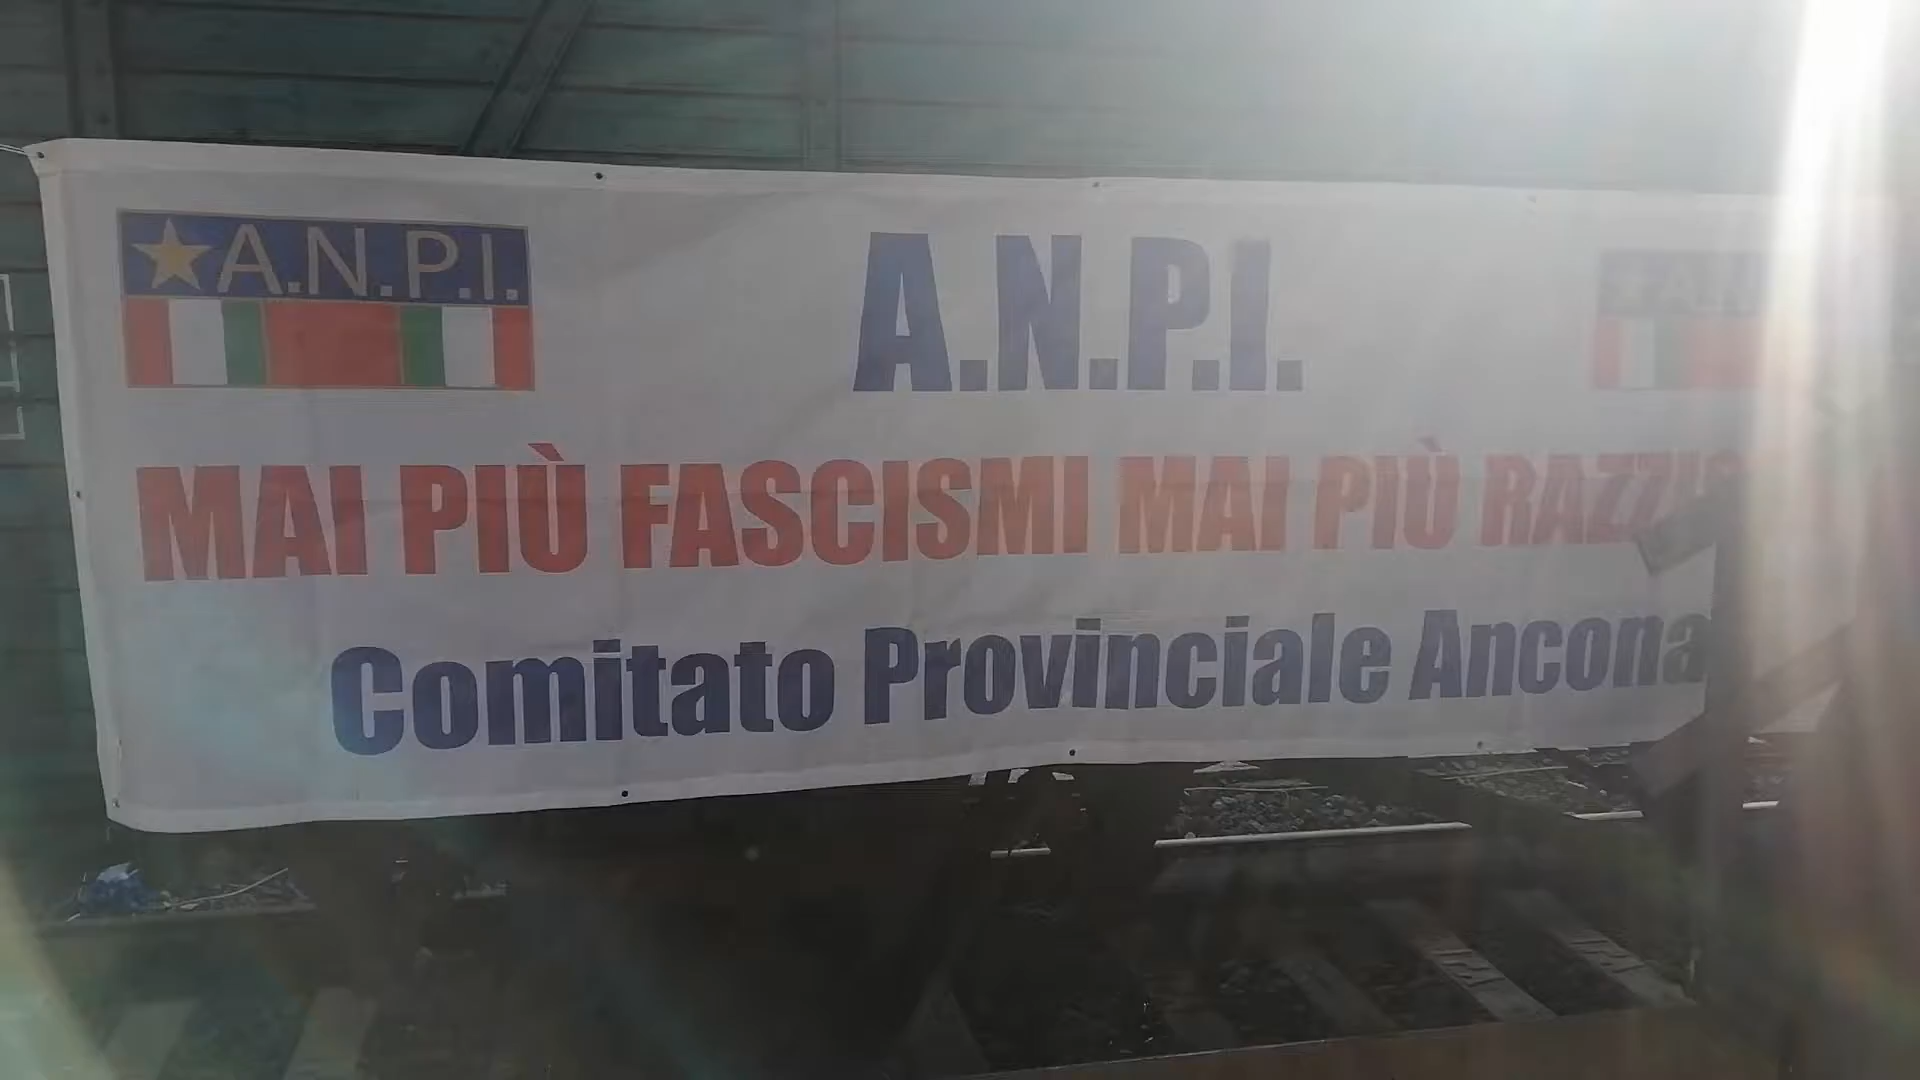 A.N.P.I.
A.N.P.I.
MAI PIÙ FASCISMI MAI PIÙ
Comitato Provinciale Ancona